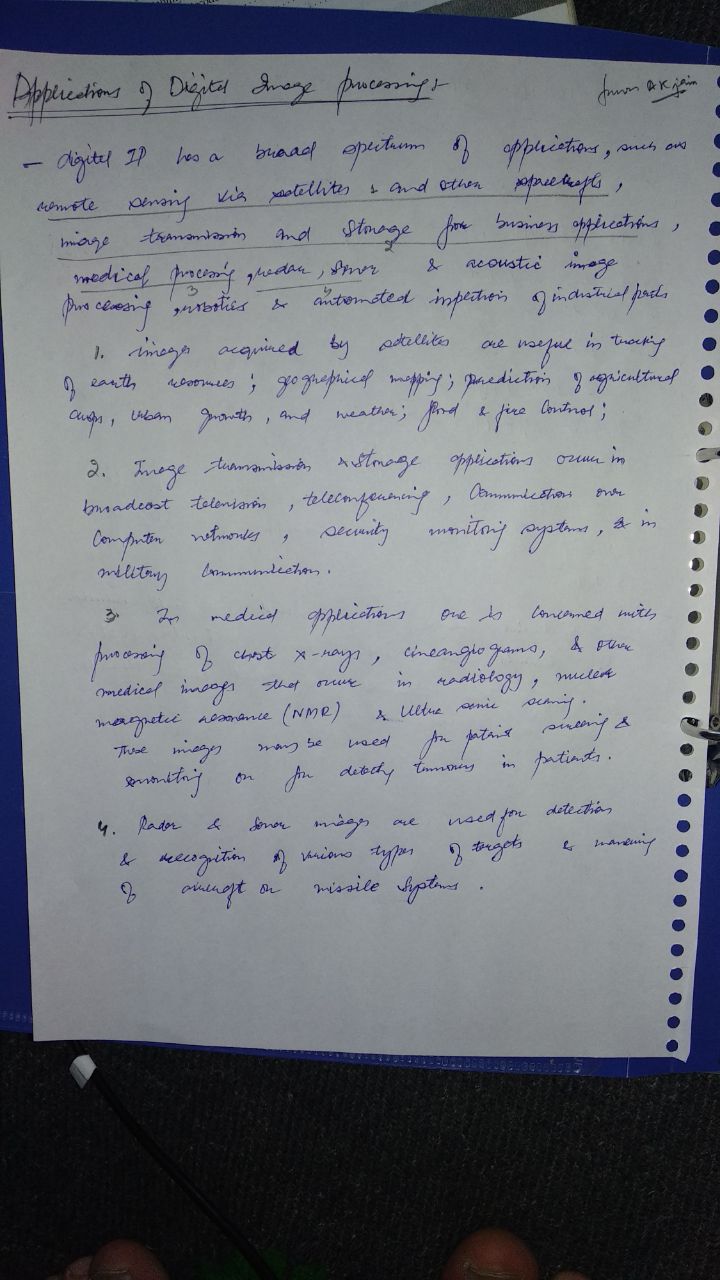 Applications of Digital Image processing:-
from AK jain
- digital IP has a broad spectrum of applications, such as
remote sensing via satellites & and other spacecrafts,
image transmission and storage for business applications,
2
medical processing, radar, sonar & acoustic image
3 4
processing, robotics & automated inspection of industrial parts
1. images acquired by satellites are useful in tracking
of earth resources; geographical mapping; prediction of agricultural
crops, urban growth, and weather; flood & fire control;
2. Image transmission & storage applications occur in
broadcast television, teleconferencing, communication over
computer networks, security monitoring systems, & in
military communication.
3. In medical applications one is concerned with
processing of chest x-rays, cineangiograms, & other
medical images that occur in radiology, nuclear
magnetic resonance (NMR) & ultra sonic
These images may be used for patient &
monitoring or for tumours in patients.
4. Radar & sonar images are used for detection
& recognition of various types of targets &
of aircraft or missile systems.